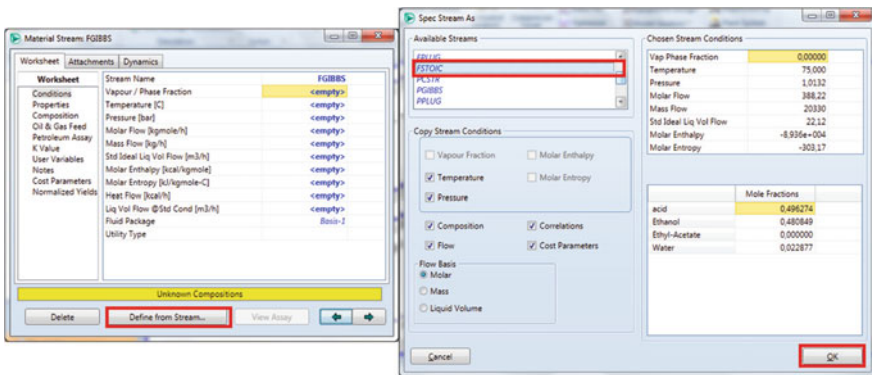 Material Stream: FGIBBS
Worksheet Attachments Dynamics
Worksheet
Conditions
Properties
Composition
Oil & Gas Feed
Petroleum Assay
K Value
User Variables
Notes
Cost Parameters
Normalized Yields
Stream Name FGIBBS
Vapour / Phase Fraction <empty>
Temperature [C] <empty>
Pressure [bar] <empty>
Molar Flow [kgmole/h] <empty>
Mass Flow [kg/h] <empty>
Std Ideal Liq Vol Flow [m3/h] <empty>
Molar Enthalpy [kcal/kgmole] <empty>
Molar Entropy [kJ/kgmole-C] <empty>
Heat Flow [kcal/h] <empty>
Liq Vol Flow @Std Cond [m3/h] <empty>
Fluid Package Basis-1
Utility Type
Unknown Compositions
Delete Define from Stream... View Assay
Spec Stream As
Available Streams
FPLUG
FSTOIC
PCSTR
PGIBBS
PPLUG
Copy Stream Conditions
Vapour Fraction Molar Enthalpy
Temperature Molar Entropy
Pressure
Composition Correlations
Flow Cost Parameters
Flow Basis
Molar
Mass
Liquid Volume
Cancel
Chosen Stream Conditions
Vap Phase Fraction 0,00000
Temperature 75,000
Pressure 1,0132
Molar Flow 388,22
Mass Flow 20330
Std Ideal Liq Vol Flow 22,12
Molar Enthalpy -8,936e+004
Molar Entropy -303,17
Mole Fractions
acid 0,496274
Ethanol 0,480849
Ethyl-Acetate 0,000000
Water 0,022877
OK